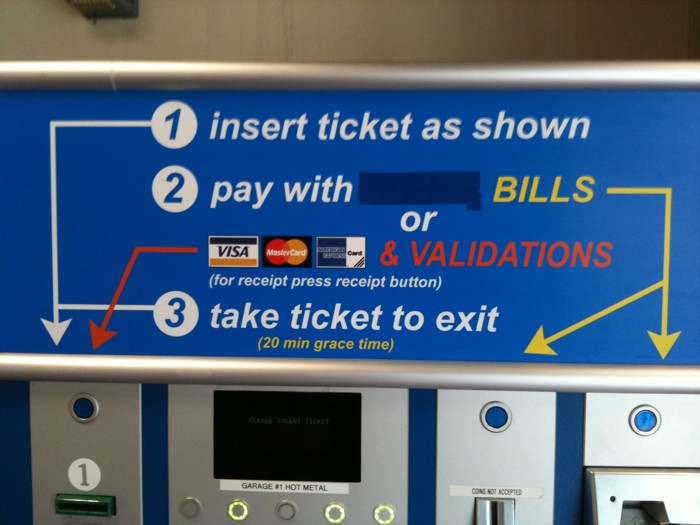 1 insert ticket as shown
2 pay with BILLS
or
VISA MasterCard AMERICAN EXPRESS Card & VALIDATIONS
(for receipt press receipt button)
3 take ticket to exit
(20 min grace time)
PLEASE INSERT TICKET
GARAGE #1 HOT METAL
COINS NOT ACCEPTED
1